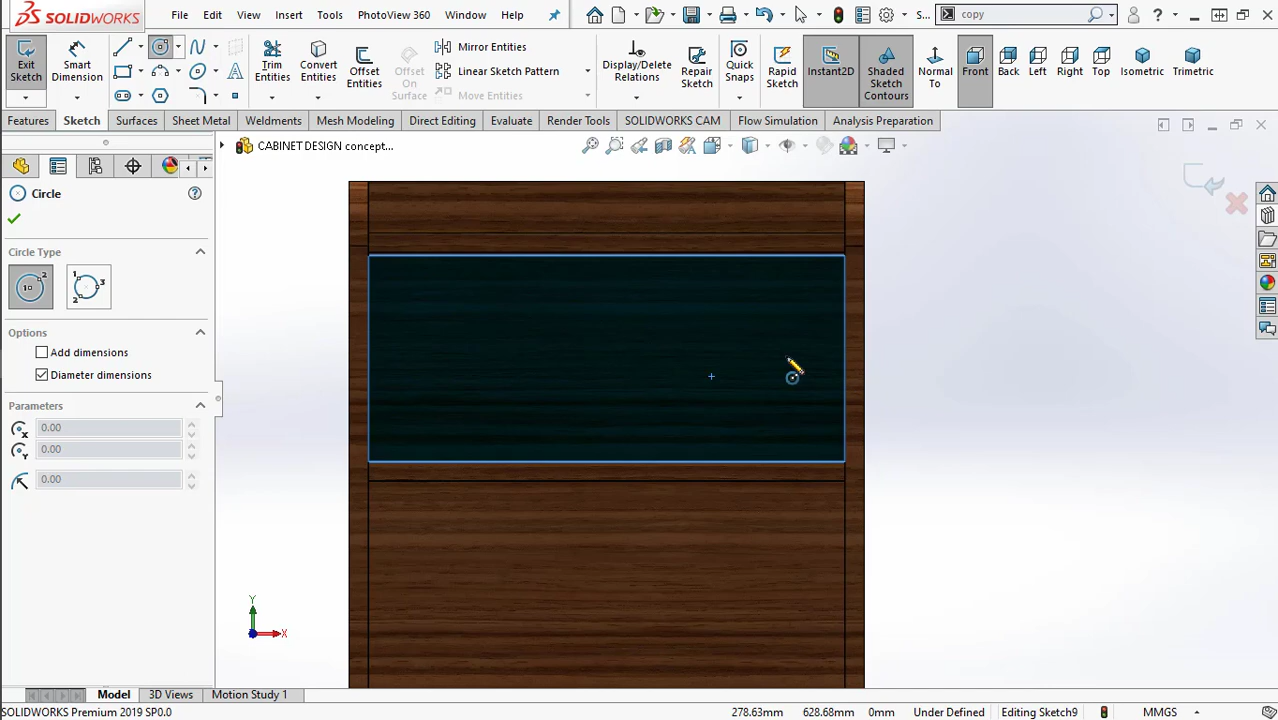 SOLIDWORKS File Edit View Insert Tools PhotoView 360 Window Help S... copy ?
Exit Sketch
Smart Dimension
Trim Entities
Convert Entities
Offset Entities
Offset On Surface
Mirror Entities
Linear Sketch Pattern
Move Entities
Display/Delete Relations
Repair Sketch
Quick Snaps
Rapid Sketch
Instant2D
Shaded Sketch Contours
Normal To
Front
Back
Left
Right
Top
Isometric
Trimetric
Features Sketch Surfaces Sheet Metal Weldments Mesh Modeling Direct Editing Evaluate Render Tools SOLIDWORKS CAM Flow Simulation Analysis Preparation
CABINET DESIGN concept...
Circle
Circle Type
Options
Add dimensions
Diameter dimensions
Parameters
0.00
0.00
0.00
Y
X
Model 3D Views Motion Study 1
SOLIDWORKS Premium 2019 SP0.0 278.63mm 628.68mm 0mm Under Defined Editing Sketch9 MMGS